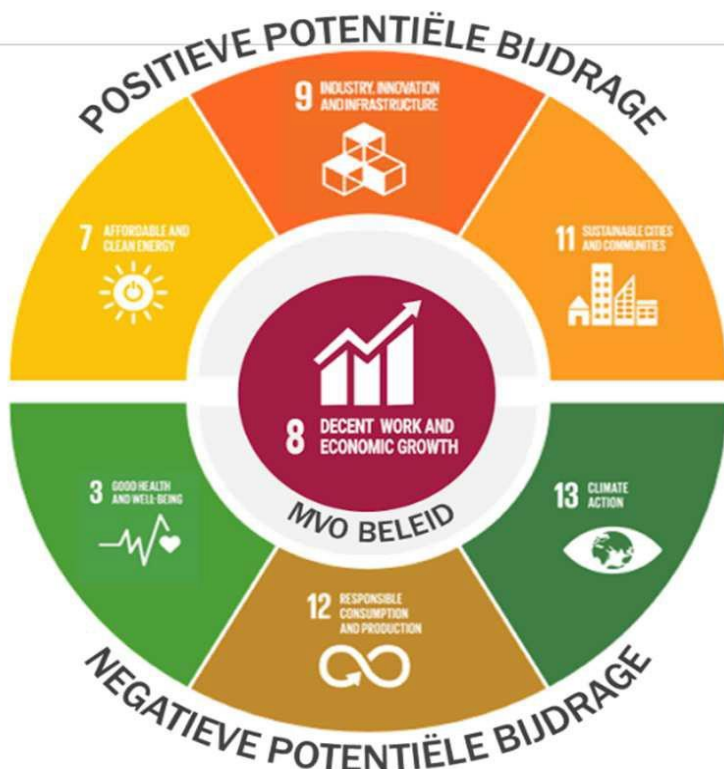 POSITIEVE POTENTIËLE BIJDRAGE
9 INDUSTRY, INNOVATION
AND INFRASTRUCTURE
7 AFFORDABLE AND
CLEAN ENERGY
11 SUSTAINABLE CITIES
AND COMMUNITIES
8 DECENT WORK AND
ECONOMIC GROWTH
MVO BELEID
3 GOOD HEALTH
AND WELL-BEING
13 CLIMATE
ACTION
12 RESPONSIBLE
CONSUMPTION
AND PRODUCTION
NEGATIEVE POTENTIËLE BIJDRAGE